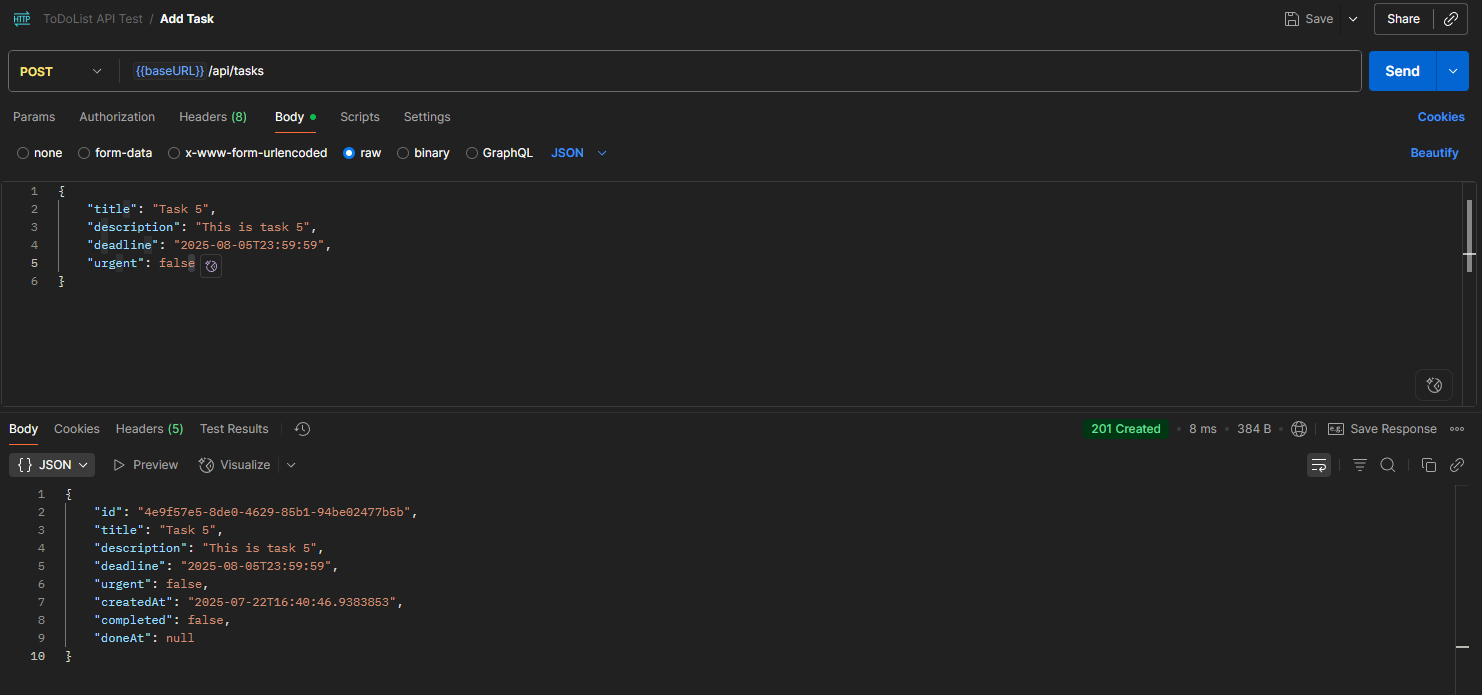 HTTP ToDoList API Test / Add Task Save Share
POST {{baseURL}} /api/tasks Send
Params Authorization Headers (8) Body Scripts Settings Cookies
none form-data x-www-form-urlencoded raw binary GraphQL JSON Beautify
1 {
2 "title": "Task 5",
3 "description": "This is task 5",
4 "deadline": "2025-08-05T23:59:59",
5 "urgent": false
6 }
Body Cookies Headers (5) Test Results 201 Created • 8 ms • 384 B • e.g. Save Response
{} JSON Preview Visualize
1 {
2 "id": "4e9f57e5-8de0-4629-85b1-94be02477b5b",
3 "title": "Task 5",
4 "description": "This is task 5",
5 "deadline": "2025-08-05T23:59:59",
6 "urgent": false,
7 "createdAt": "2025-07-22T16:40:46.9383853",
8 "completed": false,
9 "doneAt": null
10 }